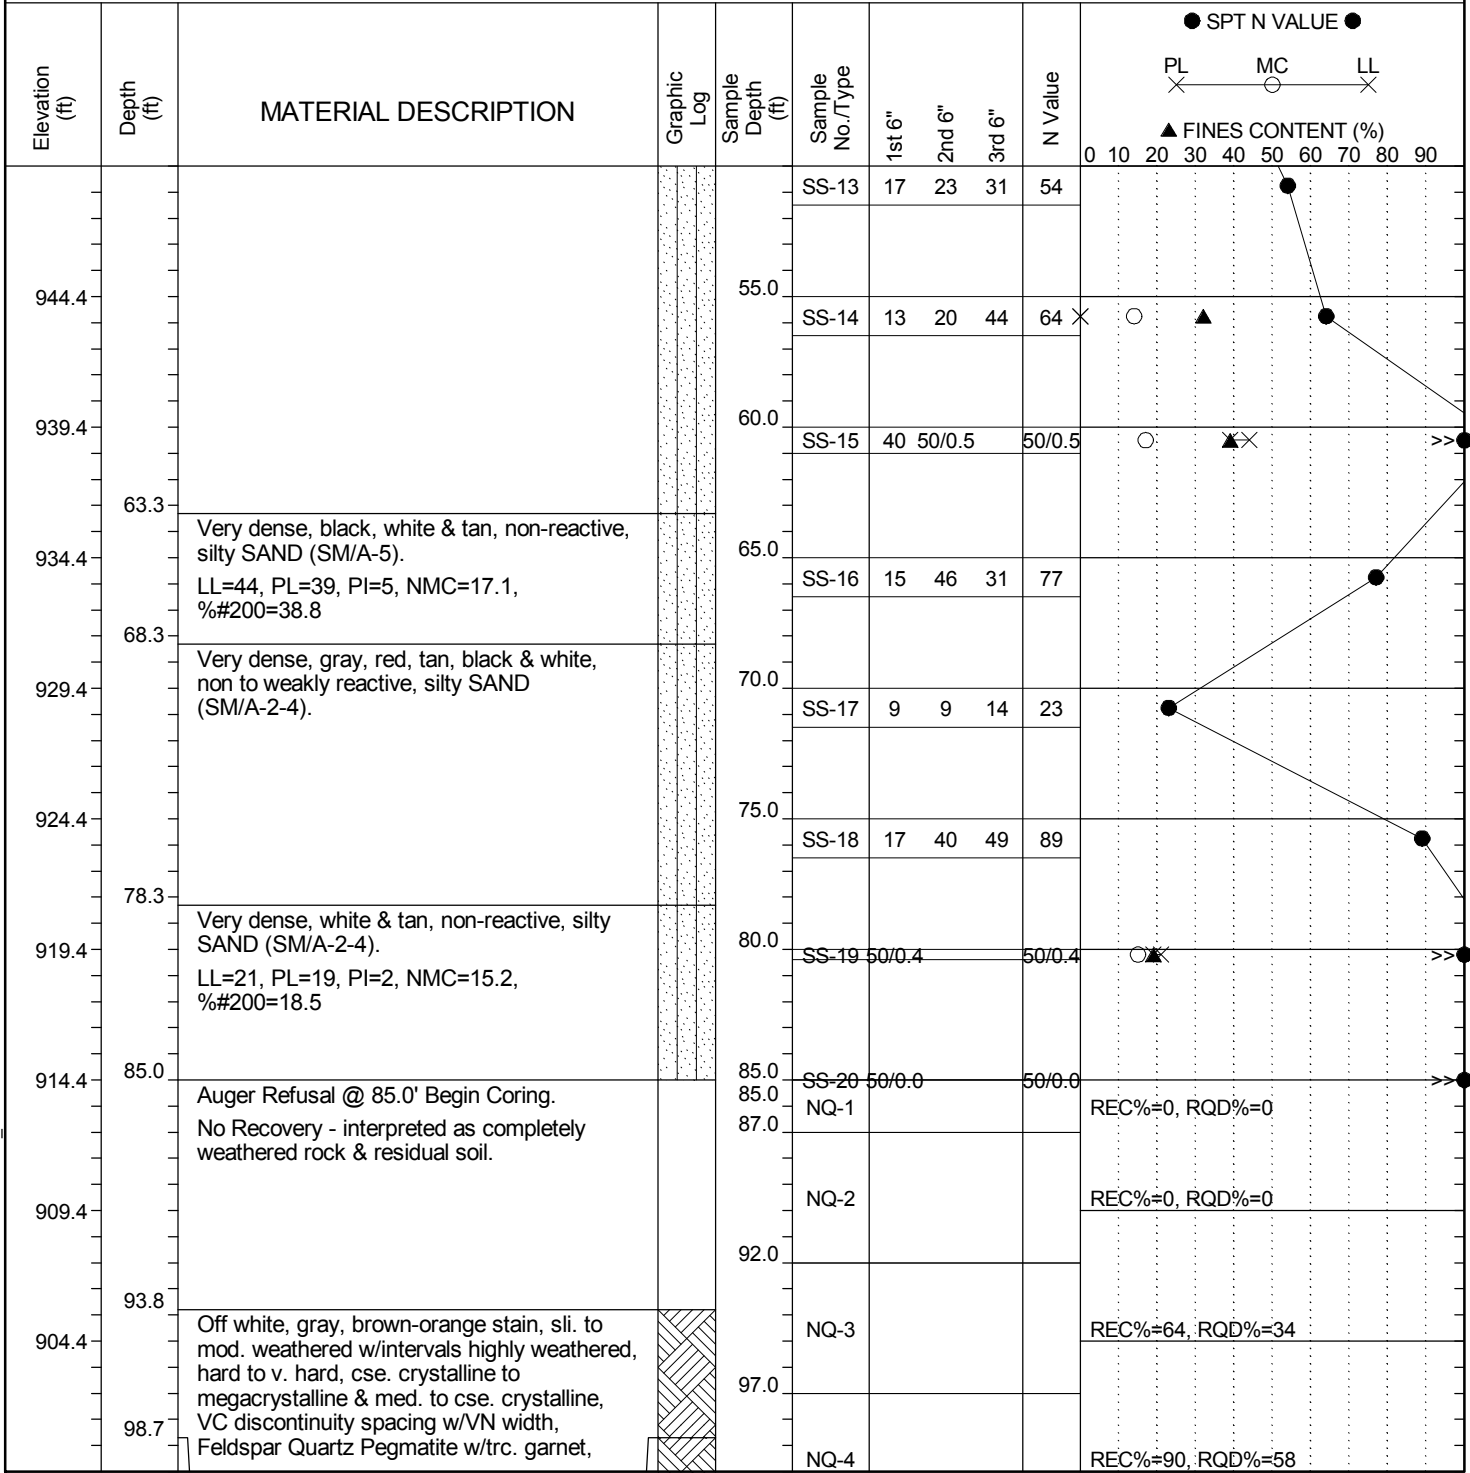 ● SPT N VALUE ●
PL MC LL
▲ FINES CONTENT (%)
0 10 20 30 40 50 60 70 80 90
Elevation (ft)
Depth (ft)
MATERIAL DESCRIPTION
Graphic Log
Sample Depth (ft)
Sample No./Type
1st 6"
2nd 6"
3rd 6"
N Value
SS-13 17 23 31 54
944.4 55.0
SS-14 13 20 44 64
939.4 60.0
SS-15 40 50/0.5 50/0.5 >>
63.3
Very dense, black, white & tan, non-reactive,
silty SAND (SM/A-5).
934.4 65.0
LL=44, PL=39, PI=5, NMC=17.1,
%#200=38.8
SS-16 15 46 31 77
68.3
Very dense, gray, red, tan, black & white,
non to weakly reactive, silty SAND
(SM/A-2-4).
929.4 70.0
SS-17 9 9 14 23
924.4 75.0
SS-18 17 40 49 89
78.3
Very dense, white & tan, non-reactive, silty
SAND (SM/A-2-4).
919.4 80.0
SS-19 50/0.4 50/0.4 >>
LL=21, PL=19, PI=2, NMC=15.2,
%#200=18.5
85.0
914.4 85.0
SS-20 50/0.0 50/0.0 >>
Auger Refusal @ 85.0' Begin Coring.
85.0
NQ-1 REC%=0, RQD%=0
87.0
No Recovery - interpreted as completely
weathered rock & residual soil.
NQ-2 REC%=0, RQD%=0
909.4
92.0
93.8
Off white, gray, brown-orange stain, sli. to
mod. weathered w/intervals highly weathered,
hard to v. hard, cse. crystalline to
megacrystalline & med. to cse. crystalline,
VC discontinuity spacing w/VN width,
Feldspar Quartz Pegmatite w/trc. garnet,
904.4
NQ-3 REC%=64, RQD%=34
97.0
98.7
NQ-4 REC%=90, RQD%=58